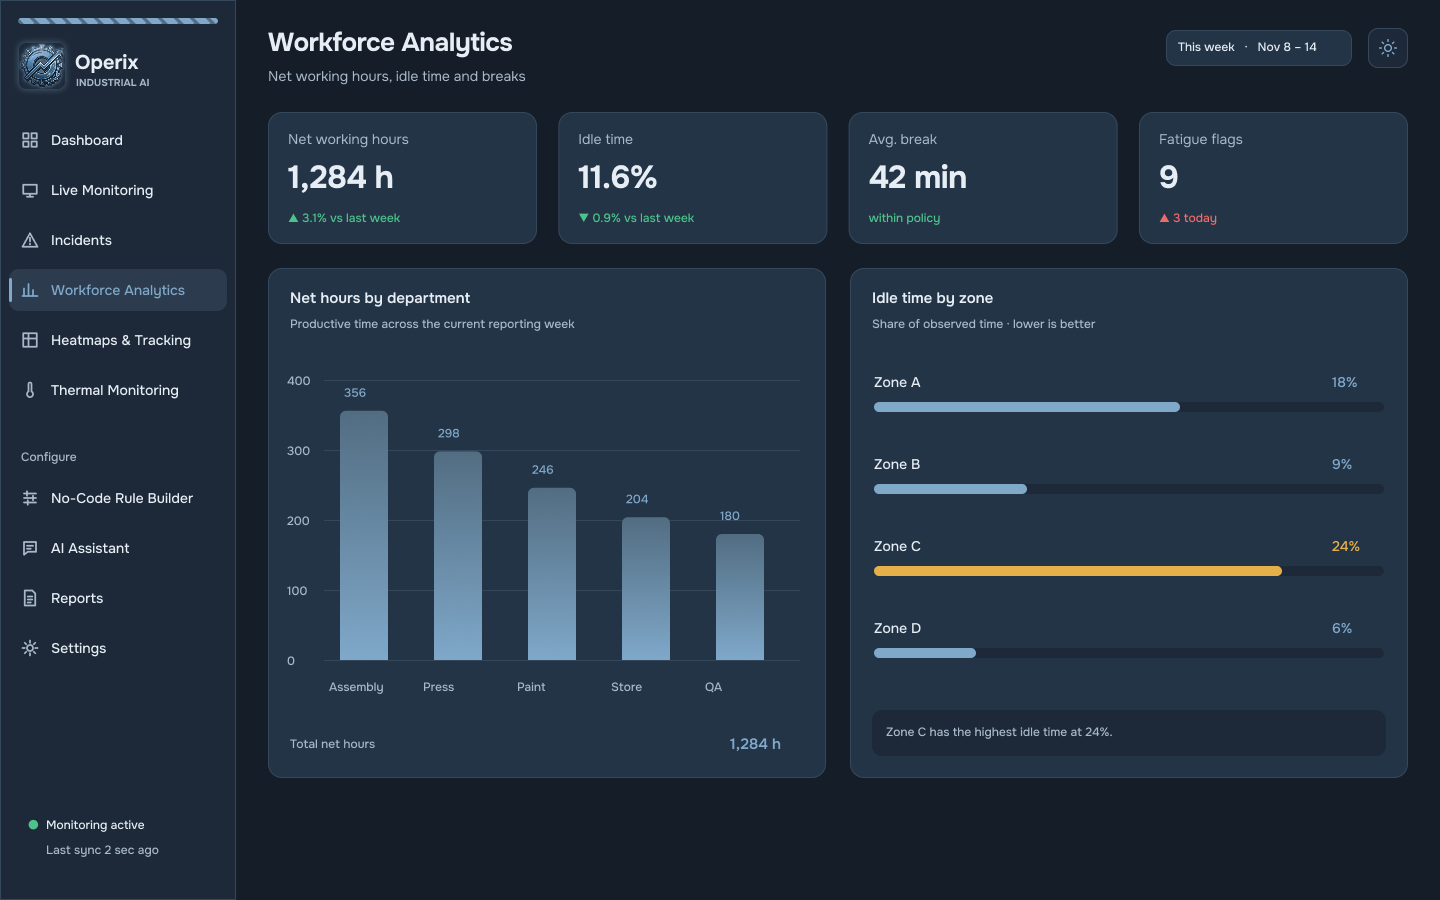 Operix
INDUSTRIAL AI
Dashboard
Live Monitoring
Incidents
Workforce Analytics
Heatmaps & Tracking
Thermal Monitoring
Configure
No-Code Rule Builder
AI Assistant
Reports
Settings
Monitoring active
Last sync 2 sec ago
Workforce Analytics
Net working hours, idle time and breaks
This week · Nov 8 – 14
Net working hours
1,284 h
▲ 3.1% vs last week
Idle time
11.6%
▼ 0.9% vs last week
Avg. break
42 min
within policy
Fatigue flags
9
▲ 3 today
Net hours by department
Productive time across the current reporting week
400
300
200
100
0
356
298
246
204
180
Assembly
Press
Paint
Store
QA
Total net hours
1,284 h
Idle time by zone
Share of observed time · lower is better
Zone A 18%
Zone B 9%
Zone C 24%
Zone D 6%
Zone C has the highest idle time at 24%.